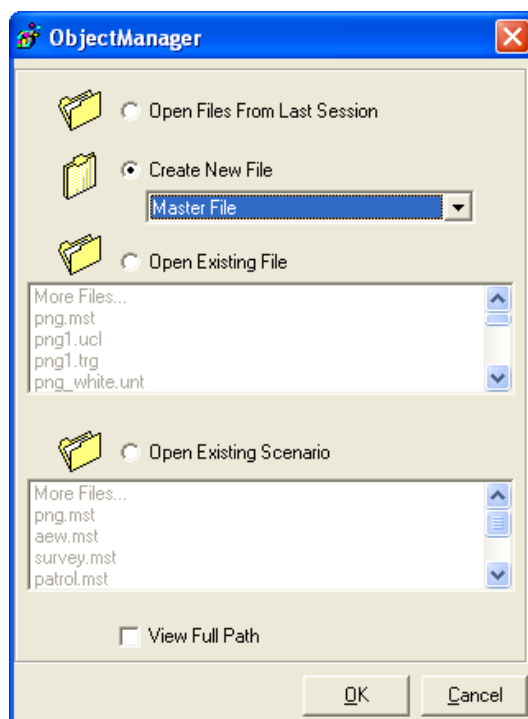 ObjectManager
Open Files From Last Session
Create New File
Master File
Open Existing File
More Files...
png.mst
png1.ucl
png1.trg
png_white.unt
Open Existing Scenario
More Files...
png.mst
aew.mst
survey.mst
patrol.mst
View Full Path
OK Cancel